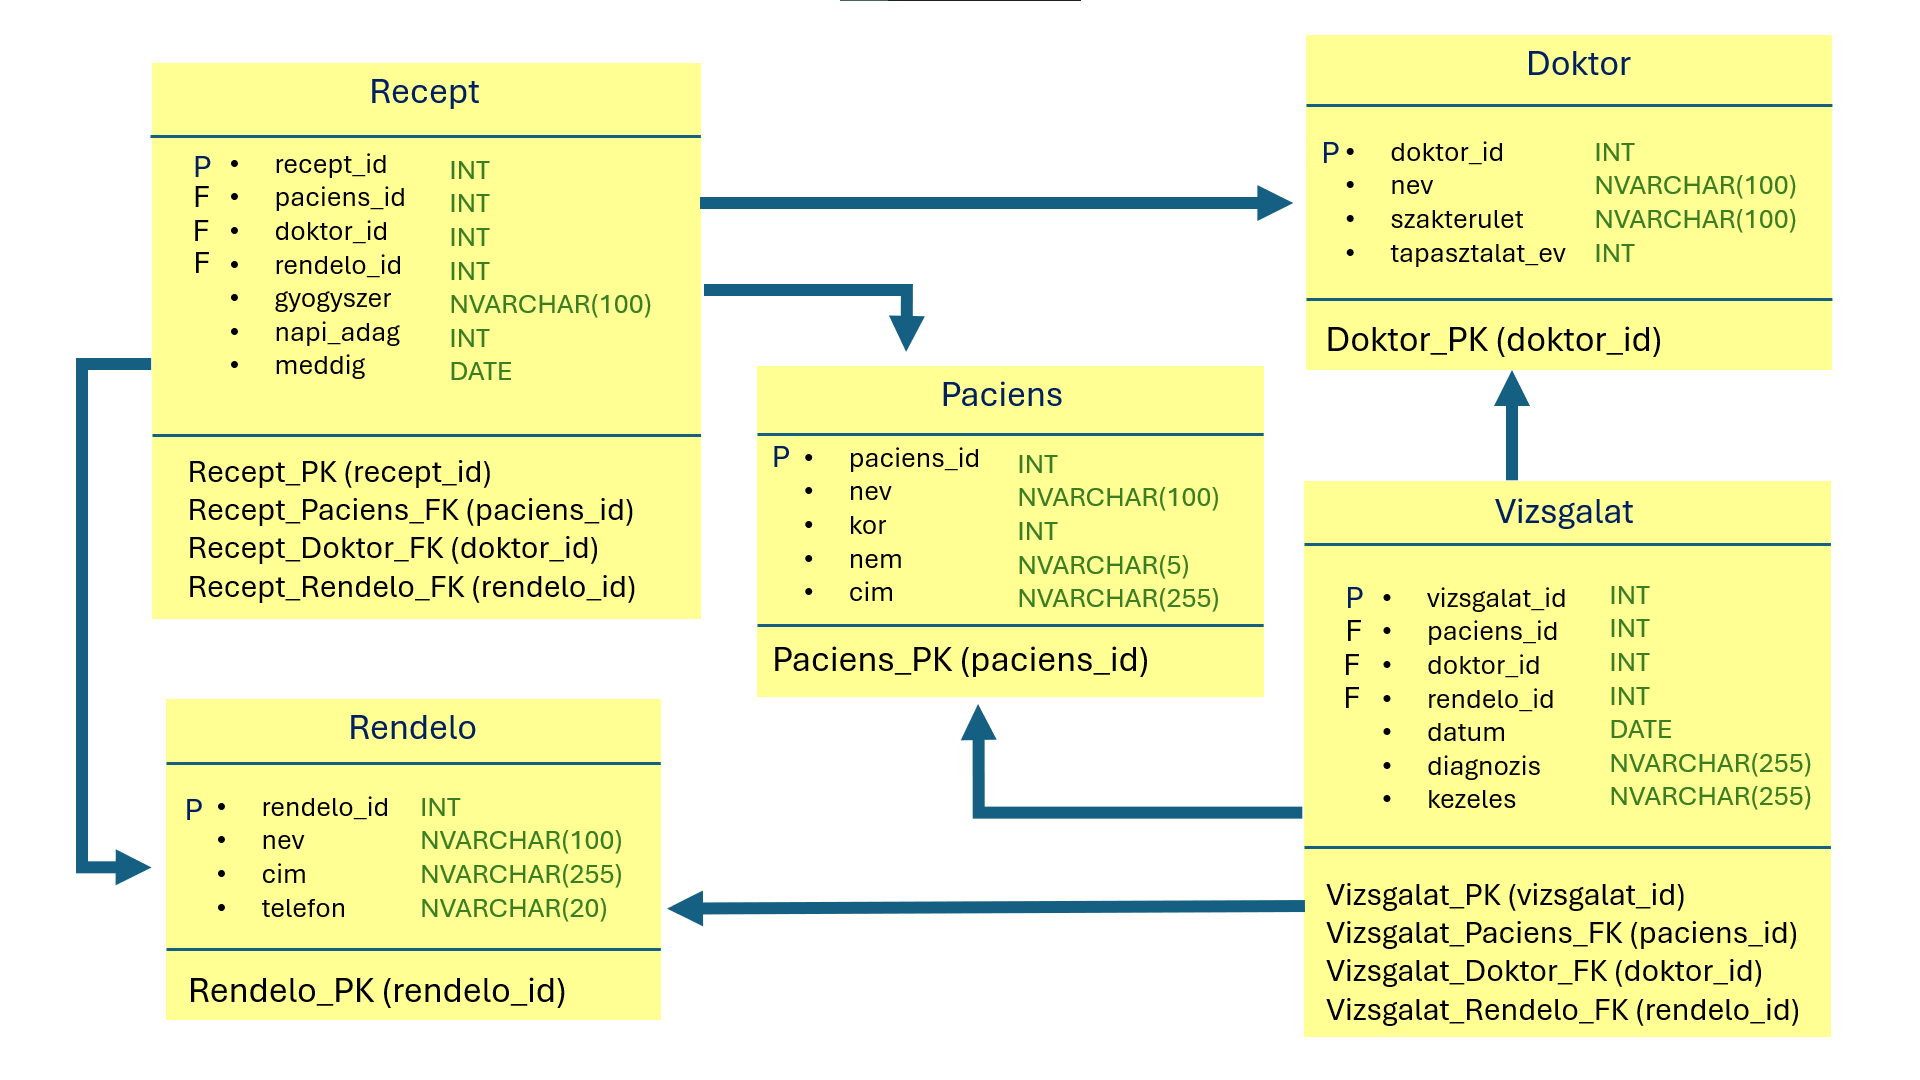 Recept
P • recept_id INT
F • paciens_id INT
F • doktor_id INT
F • rendelo_id INT
• gyogyszer NVARCHAR(100)
• napi_adag INT
• meddig DATE
Recept_PK (recept_id)
Recept_Paciens_FK (paciens_id)
Recept_Doktor_FK (doktor_id)
Recept_Rendelo_FK (rendelo_id)
Doktor
P • doktor_id INT
• nev NVARCHAR(100)
• szakterulet NVARCHAR(100)
• tapasztalat_ev INT
Doktor_PK (doktor_id)
Paciens
P • paciens_id INT
• nev NVARCHAR(100)
• kor INT
• nem NVARCHAR(5)
• cim NVARCHAR(255)
Paciens_PK (paciens_id)
Vizsgalat
P • vizsgalat_id INT
F • paciens_id INT
F • doktor_id INT
F • rendelo_id INT
• datum DATE
• diagnozis NVARCHAR(255)
• kezeles NVARCHAR(255)
Vizsgalat_PK (vizsgalat_id)
Vizsgalat_Paciens_FK (paciens_id)
Vizsgalat_Doktor_FK (doktor_id)
Vizsgalat_Rendelo_FK (rendelo_id)
Rendelo
P • rendelo_id INT
• nev NVARCHAR(100)
• cim NVARCHAR(255)
• telefon NVARCHAR(20)
Rendelo_PK (rendelo_id)